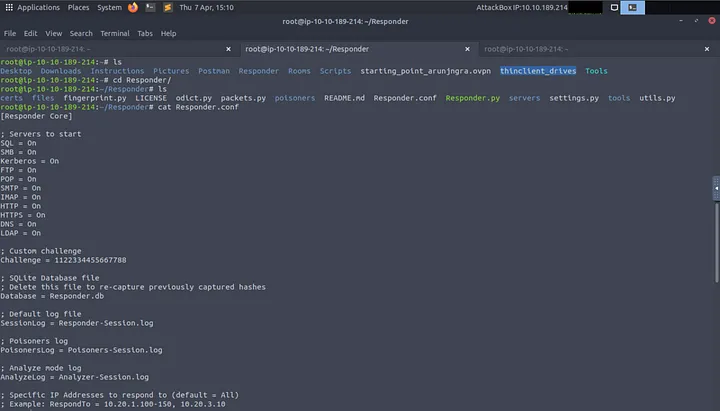 Applications Places System Thu 7 Apr, 15:10 AttackBox IP:10.10.189.214
root@ip-10-10-189-214: ~/Responder
File Edit View Search Terminal Tabs Help
root@ip-10-10-189-214: ~ root@ip-10-10-189-214: ~/Responder root@ip-10-10-189-214: ~
root@ip-10-10-189-214:~# ls
Desktop Downloads Instructions Pictures Postman Responder Rooms Scripts starting_point_arunjngra.ovpn thinclient_drives Tools
root@ip-10-10-189-214:~# cd Responder/
root@ip-10-10-189-214:~/Responder# ls
certs files fingerprint.py LICENSE odict.py packets.py poisoners README.md Responder.conf Responder.py servers settings.py tools utils.py
root@ip-10-10-189-214:~/Responder# cat Responder.conf
[Responder Core]
; Servers to start
SQL = On
SMB = On
Kerberos = On
FTP = On
POP = On
SMTP = On
IMAP = On
HTTP = On
HTTPS = On
DNS = On
LDAP = On
; Custom challenge
Challenge = 1122334455667788
; SQLite Database file
; Delete this file to re-capture previously captured hashes
Database = Responder.db
; Default log file
SessionLog = Responder-Session.log
; Poisoners log
PoisonersLog = Poisoners-Session.log
; Analyze mode log
AnalyzeLog = Analyzer-Session.log
; Specific IP Addresses to respond to (default = All)
; Example: RespondTo = 10.20.1.100-150, 10.20.3.10